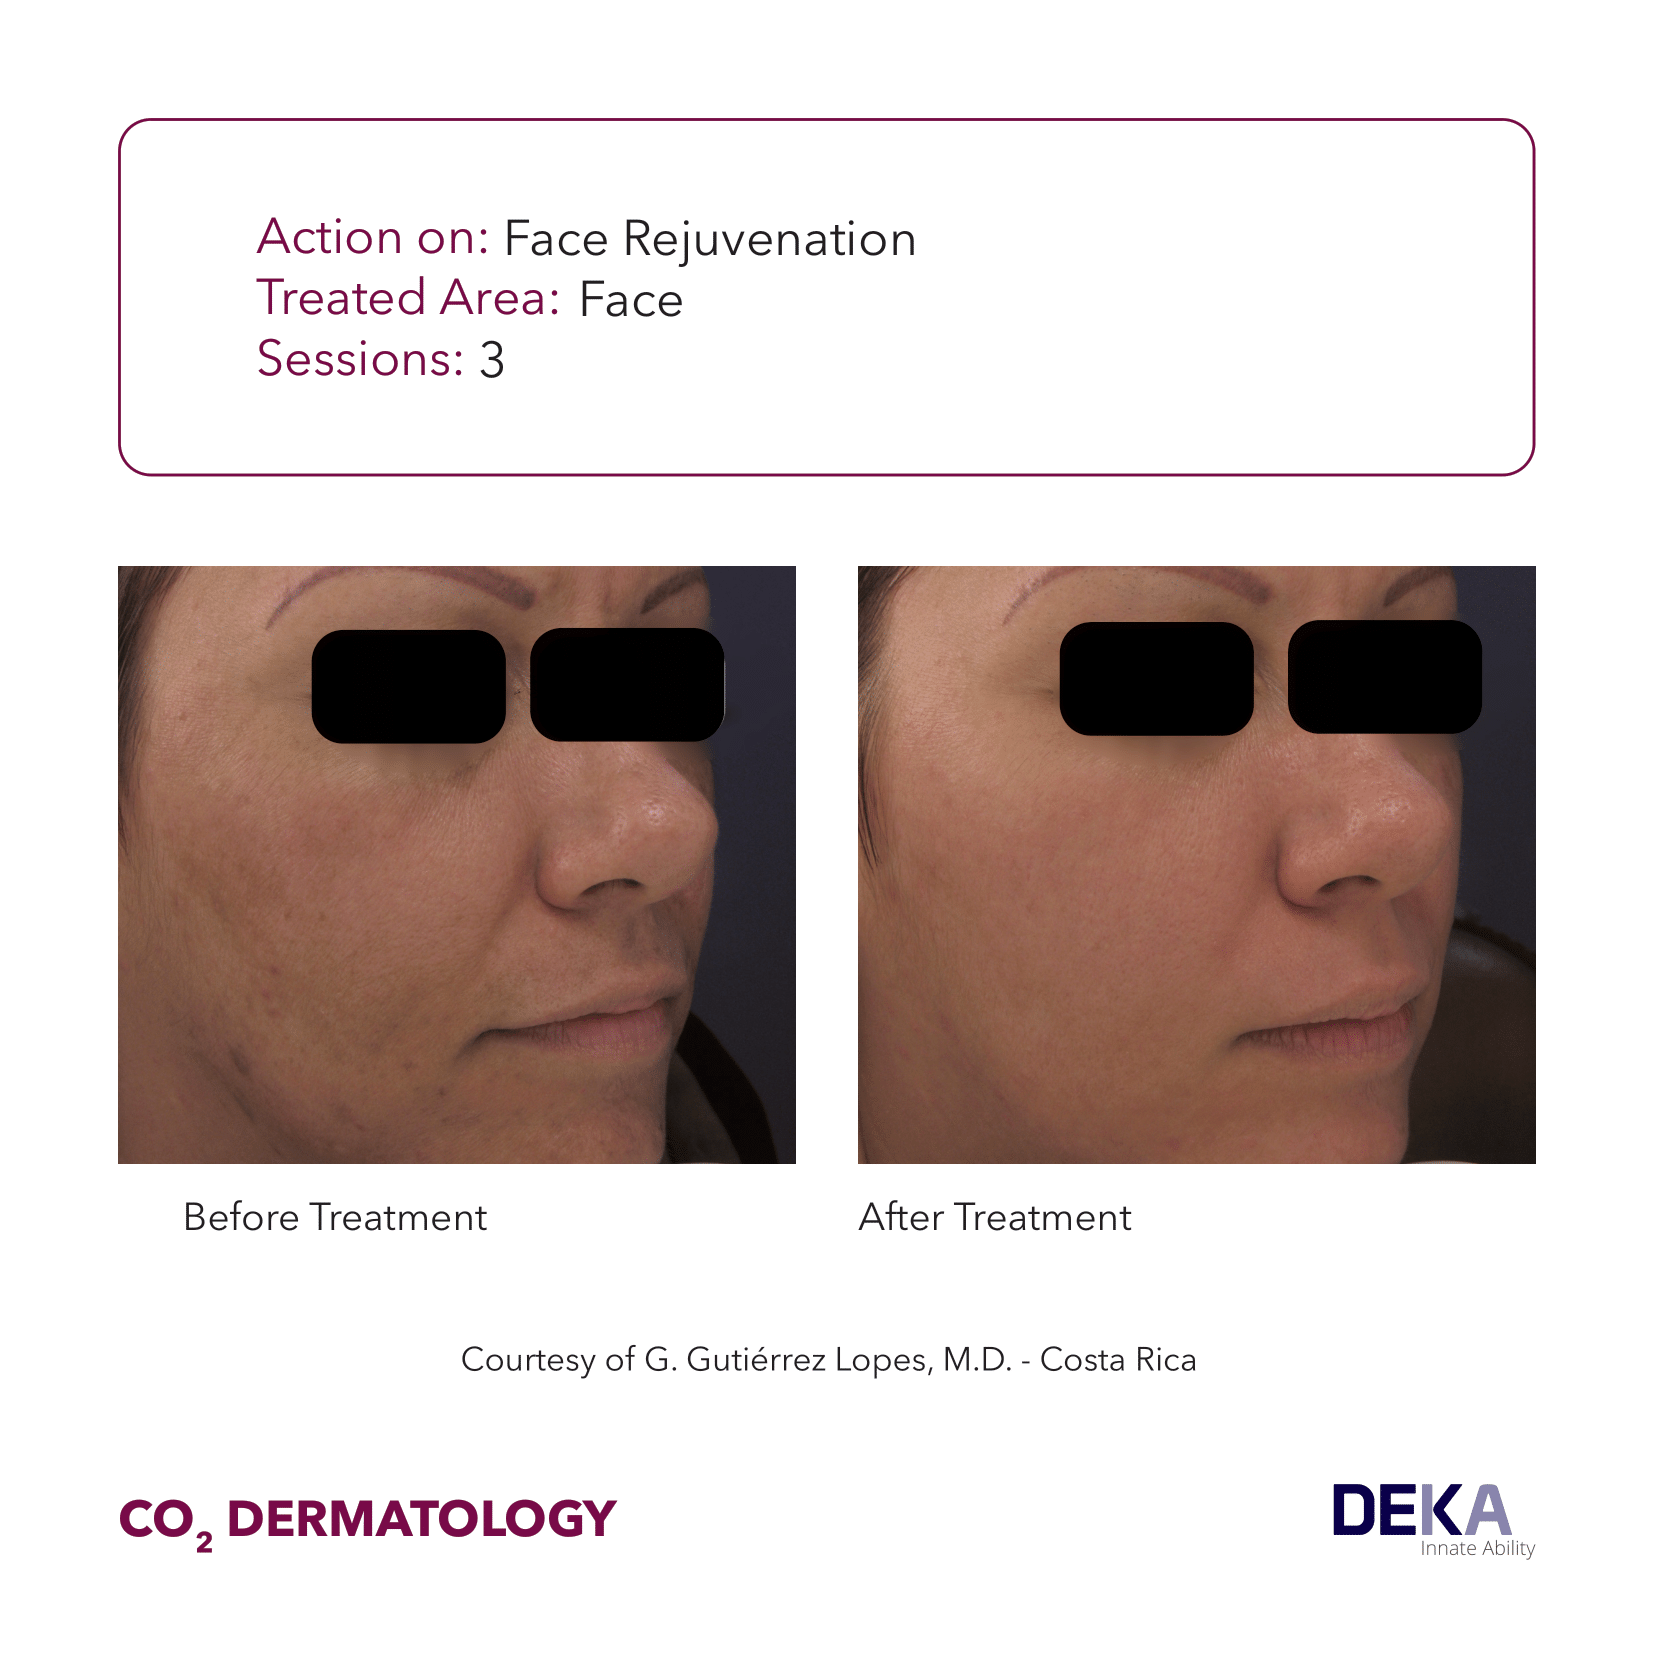 Action on: Face Rejuvenation
Treated Area: Face
Sessions: 3
Before Treatment
After Treatment
Courtesy of G. Gutiérrez Lopes, M.D. - Costa Rica
CO₂ DERMATOLOGY
DEKA
Innate Ability